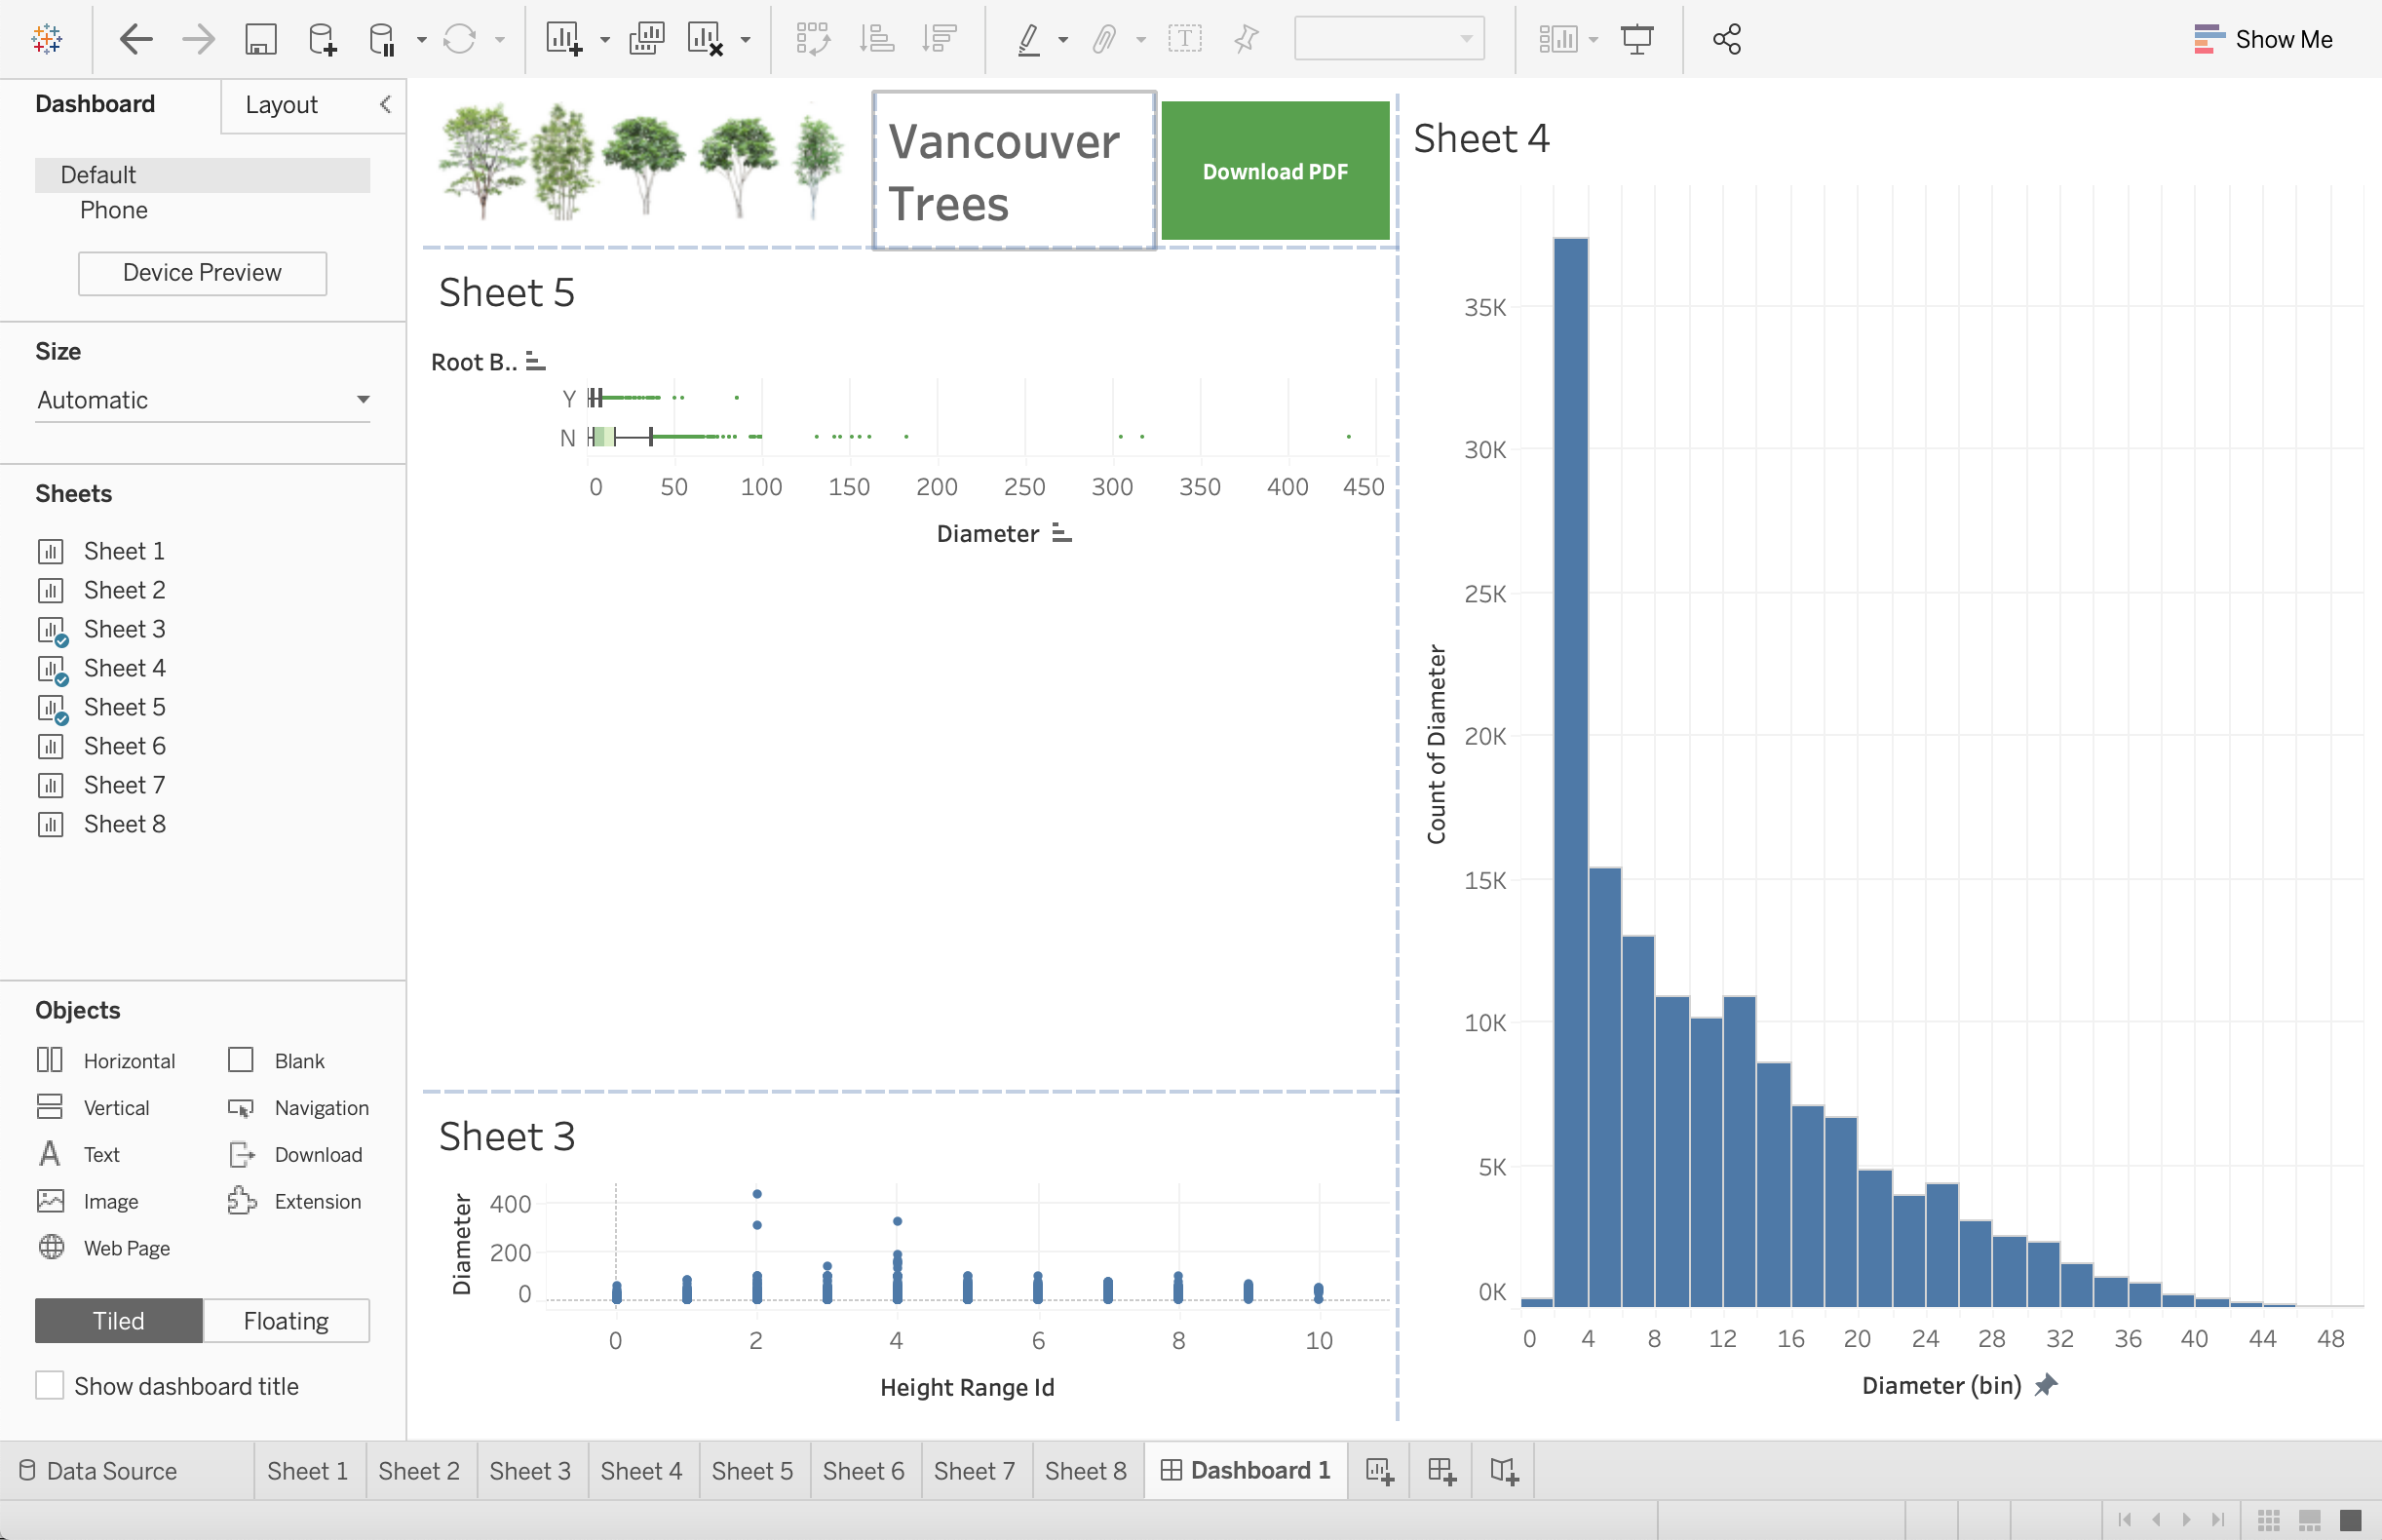 Show Me
Dashboard
Layout
Default
Phone
Device Preview
Size
Automatic
Sheets
Sheet 1
Sheet 2
Sheet 3
Sheet 4
Sheet 5
Sheet 6
Sheet 7
Sheet 8
Objects
Horizontal
Blank
Vertical
Navigation
A Text
Download
Image
Extension
Web Page
Tiled
Floating
Show dashboard title
Vancouver
Trees
Download PDF
Sheet 5
Root B..
Y
N
0 50 100 150 200 250 300 350 400 450
Diameter
Sheet 3
Diameter
400
200
0
0 2 4 6 8 10
Height Range Id
Sheet 4
Count of Diameter
35K
30K
25K
20K
15K
10K
5K
0K
0 4 8 12 16 20 24 28 32 36 40 44 48
Diameter (bin)
Data Source Sheet 1 Sheet 2 Sheet 3 Sheet 4 Sheet 5 Sheet 6 Sheet 7 Sheet 8 Dashboard 1